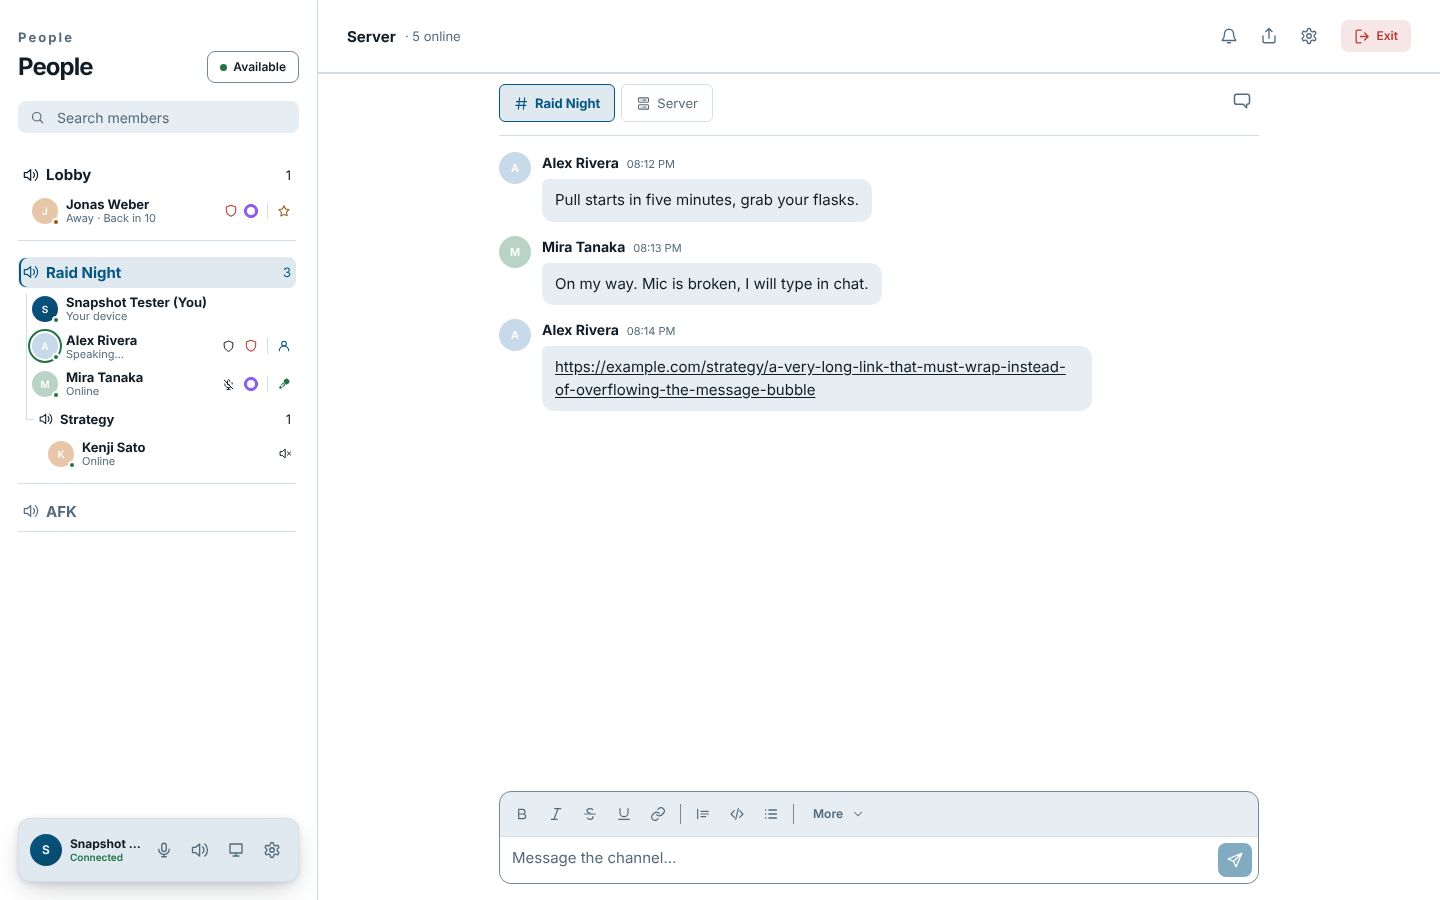 People
People
Available
Search members
Lobby
1
J
Jonas Weber
Away · Back in 10
Raid Night
3
S
Snapshot Tester (You)
Your device
A
Alex Rivera
Speaking...
M
Mira Tanaka
Online
Strategy
1
K
Kenji Sato
Online
AFK
S
Snapshot ...
Connected
Server · 5 online
Exit
Raid Night
Server
A
Alex Rivera 08:12 PM
Pull starts in five minutes, grab your flasks.
M
Mira Tanaka 08:13 PM
On my way. Mic is broken, I will type in chat.
A
Alex Rivera 08:14 PM
https://example.com/strategy/a-very-long-link-that-must-wrap-instead-
of-overflowing-the-message-bubble
B I S U
More
Message the channel...